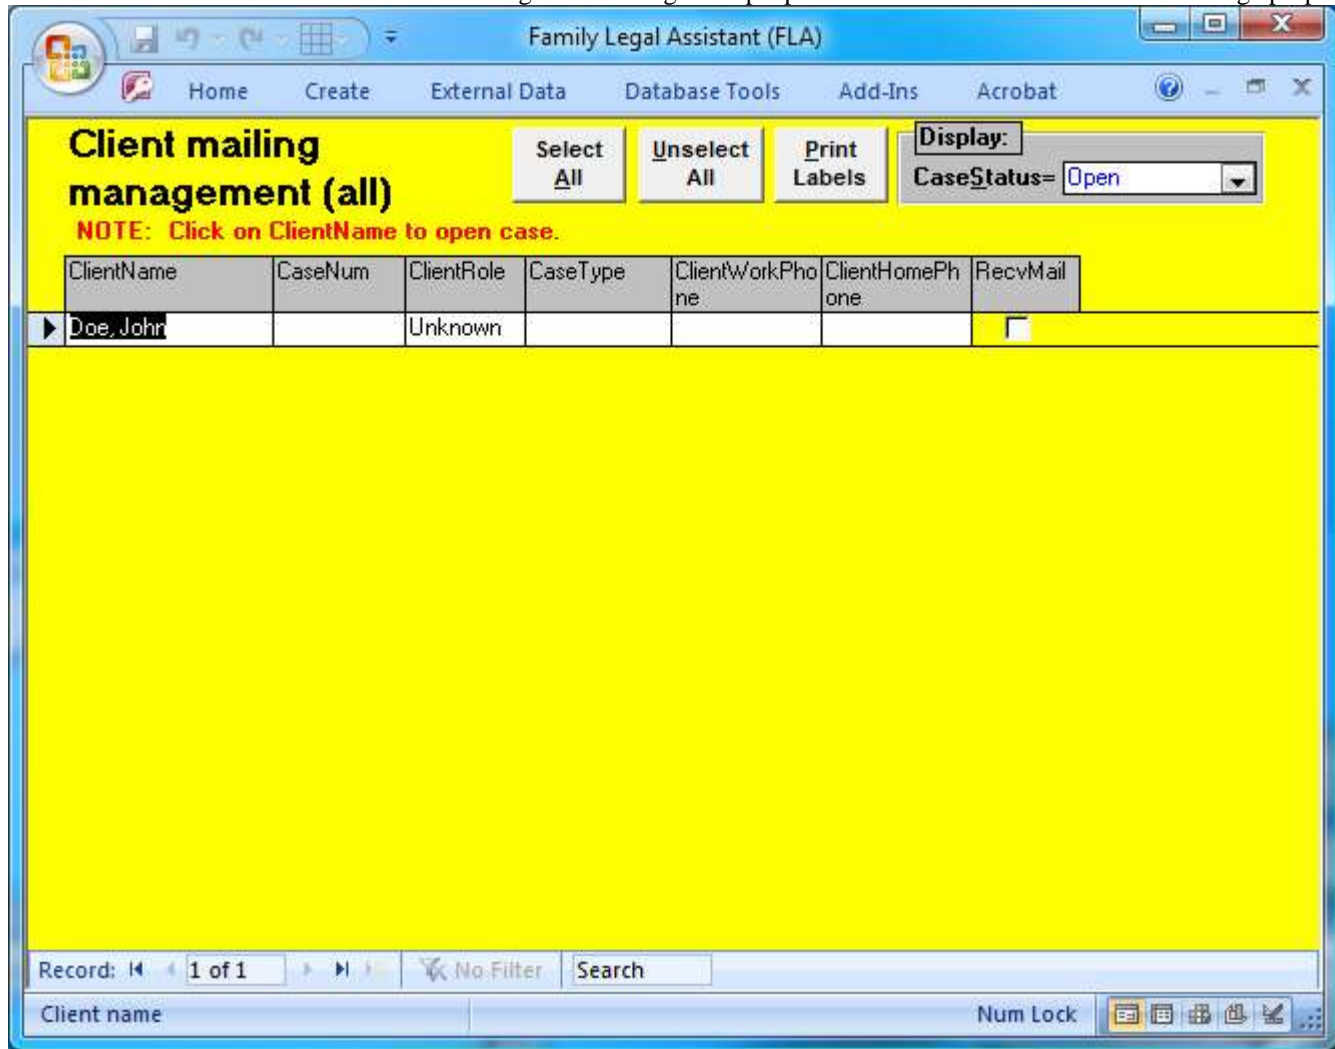 Family Legal Assistant (FLA)
Home Create External Data Database Tools Add-Ins Acrobat
Client mailing
management (all)
Select
All
Unselect
All
Print
Labels
Display:
CaseStatus= Open
NOTE: Click on ClientName to open case.
ClientName CaseNum ClientRole CaseType ClientWorkPho ClientHomePh RecvMail
ne one
Doe, John Unknown
Record: 1 of 1 No Filter Search
Client name Num Lock